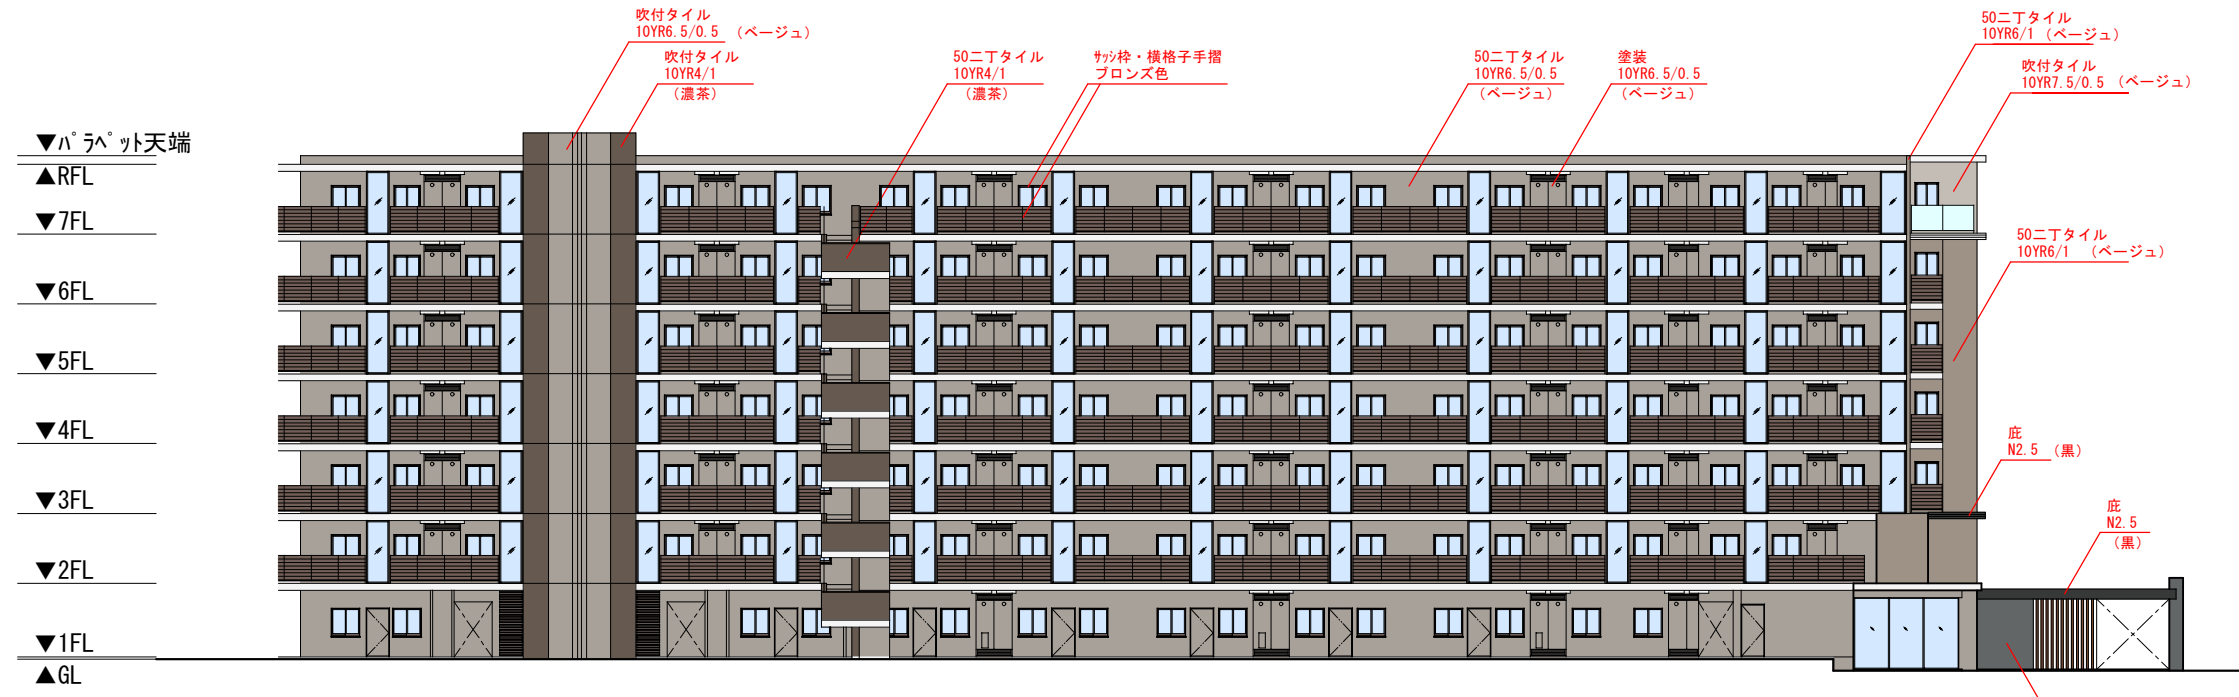 吹付タイル
10YR6.5/0.5 （ベージュ）
吹付タイル
10YR4/1
（濃茶）
50二丁タイル
10YR4/1
（濃茶）
ｻｯｼ枠・横格子手摺
ブロンズ色
50二丁タイル
10YR6.5/0.5
（ベージュ）
塗装
10YR6.5/0.5
（ベージュ）
50二丁タイル
10YR6/1 （ベージュ）
吹付タイル
10YR7.5/0.5 （ベージュ）
50二丁タイル
10YR6/1 （ベージュ）
庇
N2.5 （黒）
庇
N2.5
（黒）
▼ﾊﾟﾗﾍﾟｯﾄ天端
▲RFL
▼7FL
▼6FL
▼5FL
▼4FL
▼3FL
▼2FL
▼1FL
▲GL